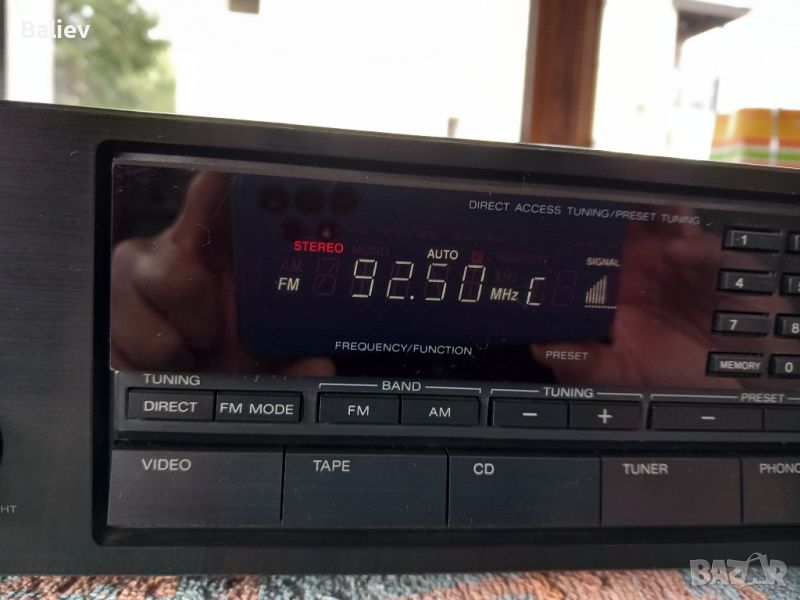 Baliev
DIRECT ACCESS TUNING/PRESET TUNING
STEREO MONO AUTO MEMORY SIGNAL
AM kHz
FM 92.50 MHz C
FREQUENCY/FUNCTION PRESET
1
4
7 8
MEMORY 0
TUNING BAND TUNING PRESET
DIRECT FM MODE FM AM − + −
VIDEO TAPE CD TUNER PHONO
HT
BAZAR